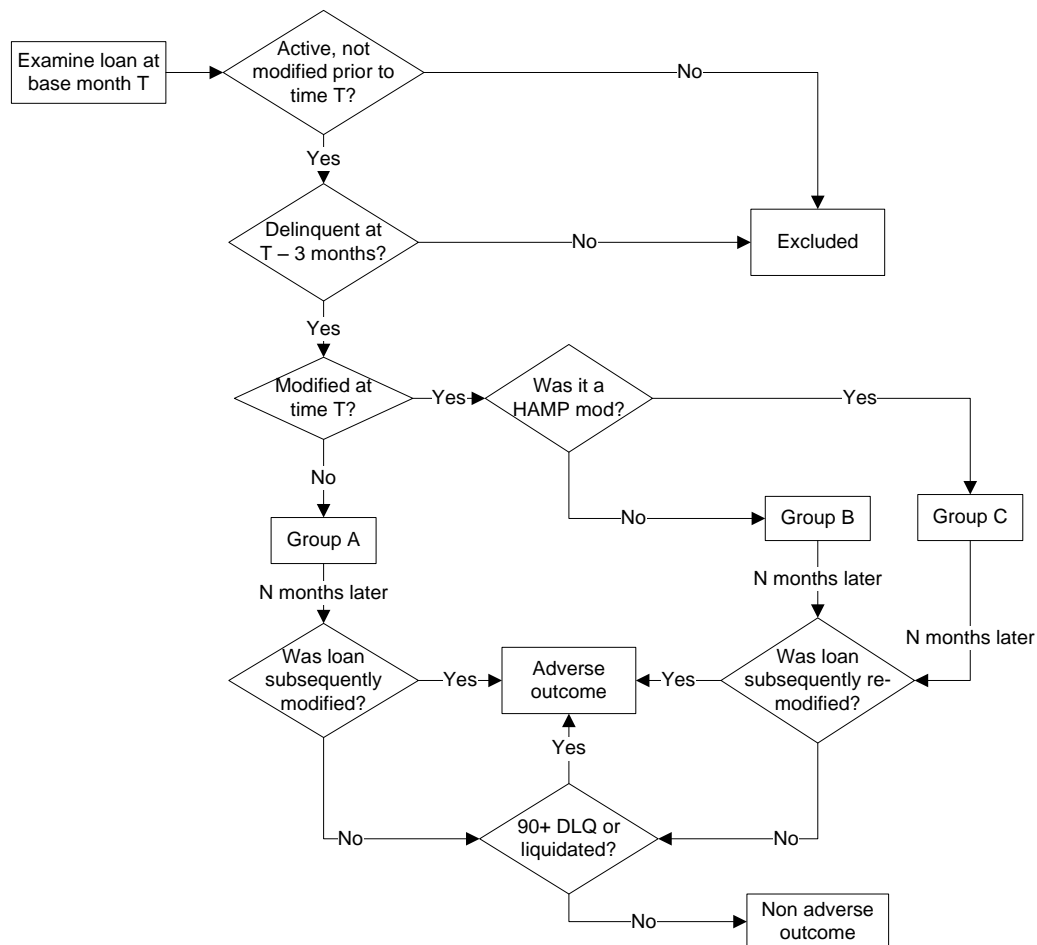 Examine loan at
base month T
Active, not
modified prior to
time T?
No
Yes
Delinquent at
T – 3 months?
No
Excluded
Yes
Modified at
time T?
Yes
Was it a
HAMP mod?
Yes
No
No
Group A
Group B
Group C
N months later
N months later
N months later
Was loan
subsequently
modified?
Yes
Adverse
outcome
Yes
Was loan
subsequently re-
modified?
Yes
No
90+ DLQ or
liquidated?
No
No
Non adverse
outcome